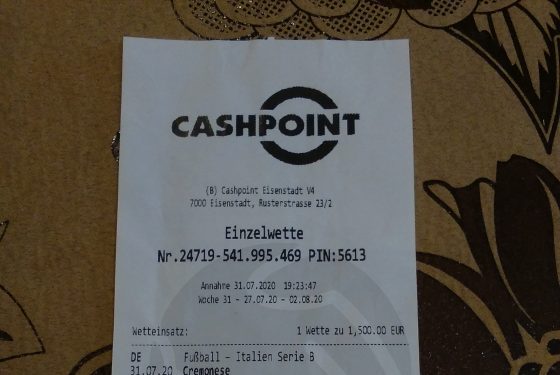 CASHPOINT
(B) Cashpoint Eisenstadt V4
7000 Eisenstadt, Rusterstrasse 23/2
Einzelwette
Nr.24719-541.995.469 PIN:5613
Annahme 31.07.2020 19:23:47
Woche 31 - 27.07.20 - 02.08.20
Wetteinsatz: 1 Wette zu 1,500.00 EUR
DE Fußball - Italien Serie B
31.07.20 Cremonese